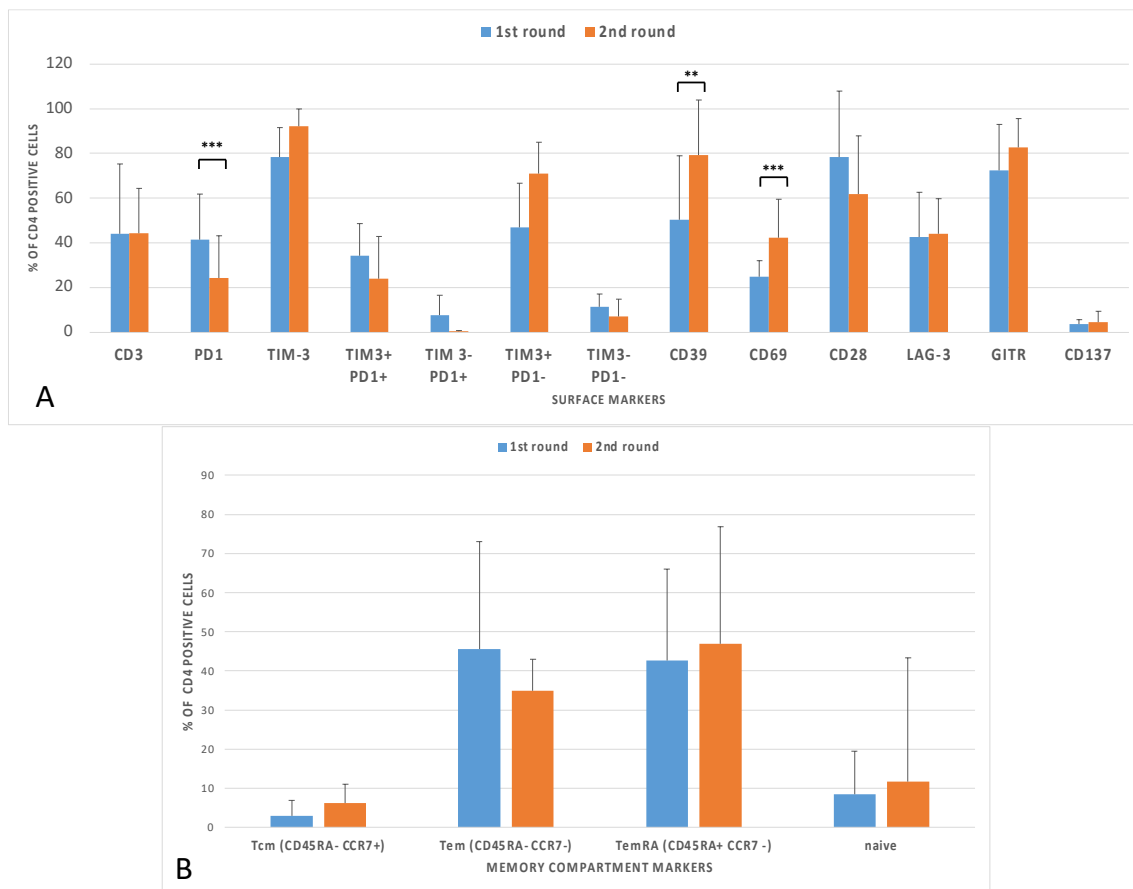 1st round 2nd round
120
100
80
60
40
20
0
% OF CD4 POSITIVE CELLS
***
**
***
CD3 PD1 TIM-3 TIM3+ PD1+ TIM 3- PD1+ TIM3+ PD1- TIM3- PD1- CD39 CD69 CD28 LAG-3 GITR CD137
SURFACE MARKERS
A
1st round 2nd round
90
80
70
60
50
40
30
20
10
0
% OF CD4 POSITIVE CELLS
Tcm (CD45RA- CCR7+) Tem (CD45RA- CCR7-) TemRA (CD45RA+ CCR7 -) naive
MEMORY COMPARTMENT MARKERS
B